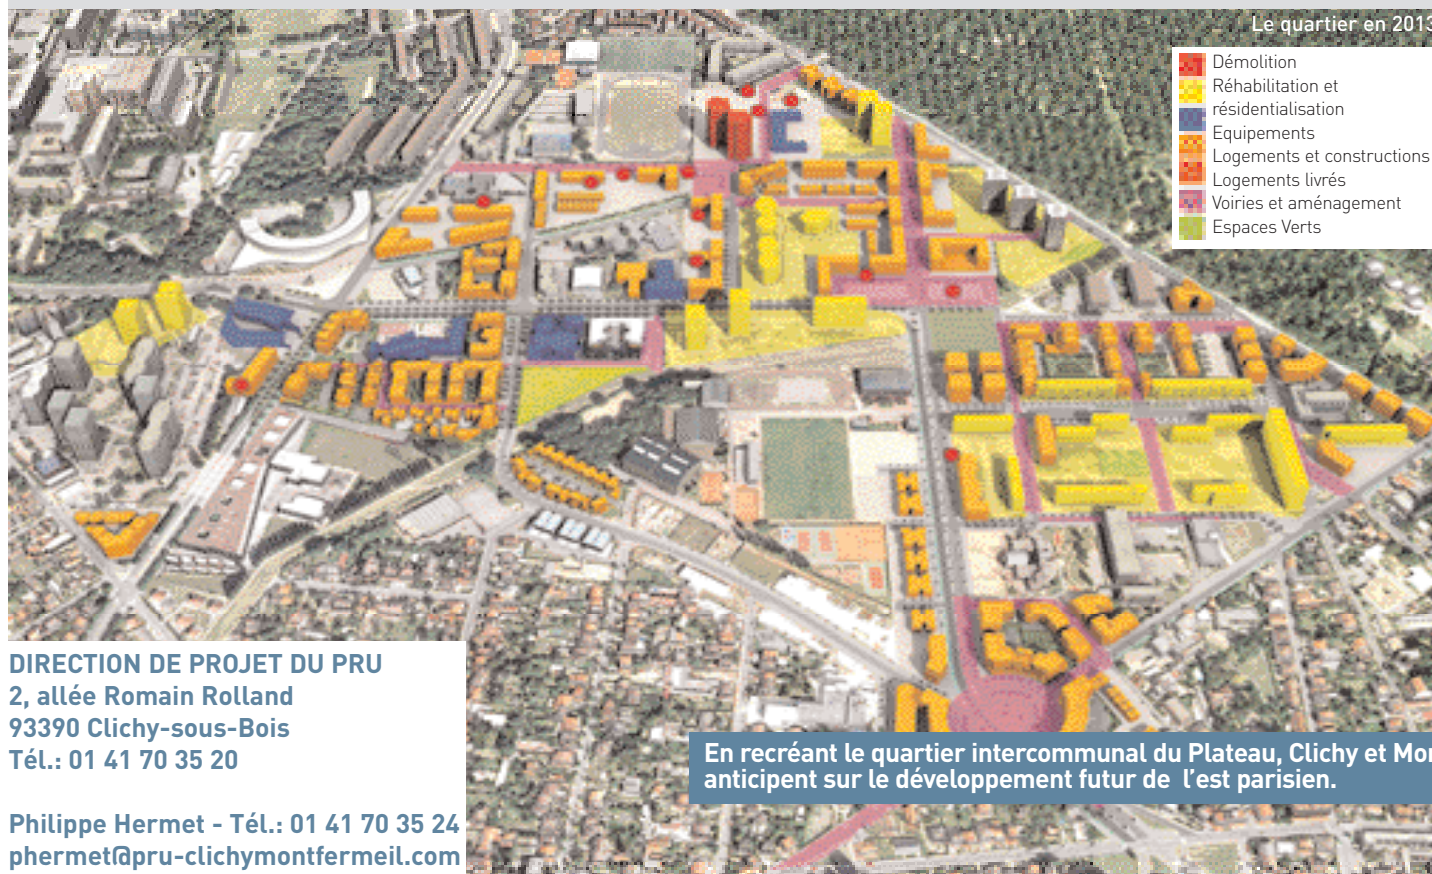 Le quartier en 2013
Démolition
Réhabilitation et
résidentialisation
Equipements
Logements et constructions
Logements livrés
Voiries et aménagement
Espaces Verts
DIRECTION DE PROJET DU PRU
2, allée Romain Rolland
93390 Clichy-sous-Bois
Tél.: 01 41 70 35 20
Philippe Hermet - Tél.: 01 41 70 35 24
phermet@pru-clichymontfermeil.com
En recréant le quartier intercommunal du Plateau, Clichy et Mon
anticipent sur le développement futur de l'est parisien.